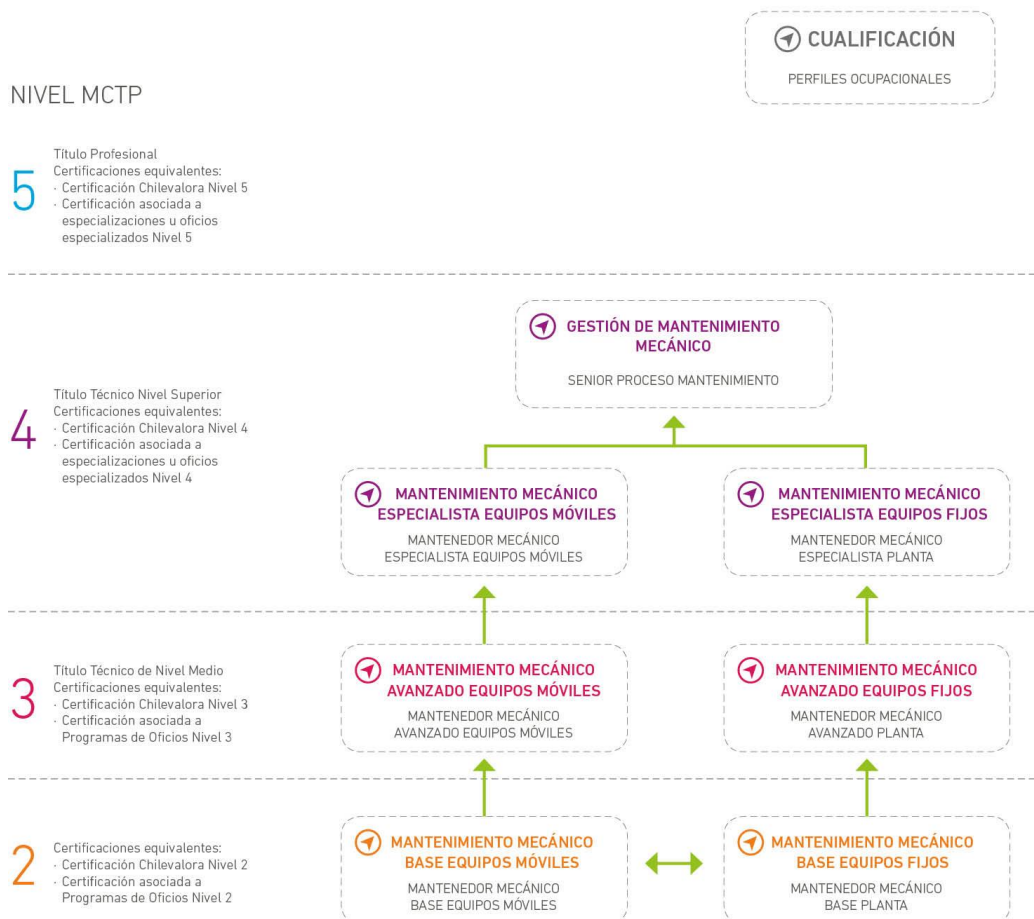 CUALIFICACIÓN
PERFILES OCUPACIONALES
NIVEL MCTP
5
Título Profesional
Certificaciones equivalentes:
· Certificación Chilevalora Nivel 5
· Certificación asociada a
especializaciones u oficios
especializados Nivel 5
GESTIÓN DE MANTENIMIENTO
MECÁNICO
SENIOR PROCESO MANTENIMIENTO
4
Título Técnico Nivel Superior
Certificaciones equivalentes:
· Certificación Chilevalora Nivel 4
· Certificación asociada a
especializaciones u oficios
especializados Nivel 4
MANTENIMIENTO MECÁNICO
ESPECIALISTA EQUIPOS MÓVILES
MANTENEDOR MECÁNICO
ESPECIALISTA EQUIPOS MÓVILES
MANTENIMIENTO MECÁNICO
ESPECIALISTA EQUIPOS FIJOS
MANTENEDOR MECÁNICO
ESPECIALISTA PLANTA
3
Título Técnico de Nivel Medio
Certificaciones equivalentes:
· Certificación Chilevalora Nivel 3
· Certificación asociada a
Programas de Oficios Nivel 3
MANTENIMIENTO MECÁNICO
AVANZADO EQUIPOS MÓVILES
MANTENEDOR MECÁNICO
AVANZADO EQUIPOS MÓVILES
MANTENIMIENTO MECÁNICO
AVANZADO EQUIPOS FIJOS
MANTENEDOR MECÁNICO
AVANZADO PLANTA
2
Certificaciones equivalentes:
· Certificación Chilevalora Nivel 2
· Certificación asociada a
Programas de Oficios Nivel 2
MANTENIMIENTO MECÁNICO
BASE EQUIPOS MÓVILES
MANTENEDOR MECÁNICO
BASE EQUIPOS MÓVILES
MANTENIMIENTO MECÁNICO
BASE EQUIPOS FIJOS
MANTENEDOR MECÁNICO
BASE PLANTA